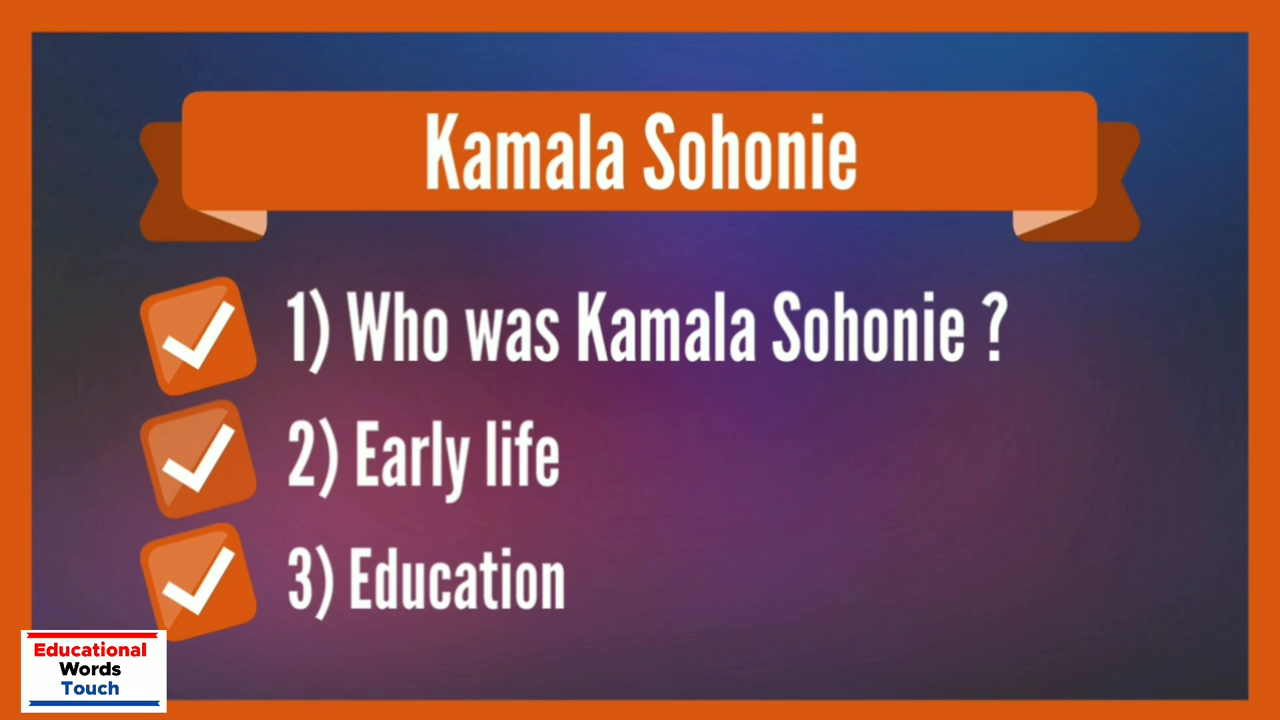 Kamala Sohonie
1) Who was Kamala Sohonie ?
2) Early life
3) Education
Educational
Words
Touch